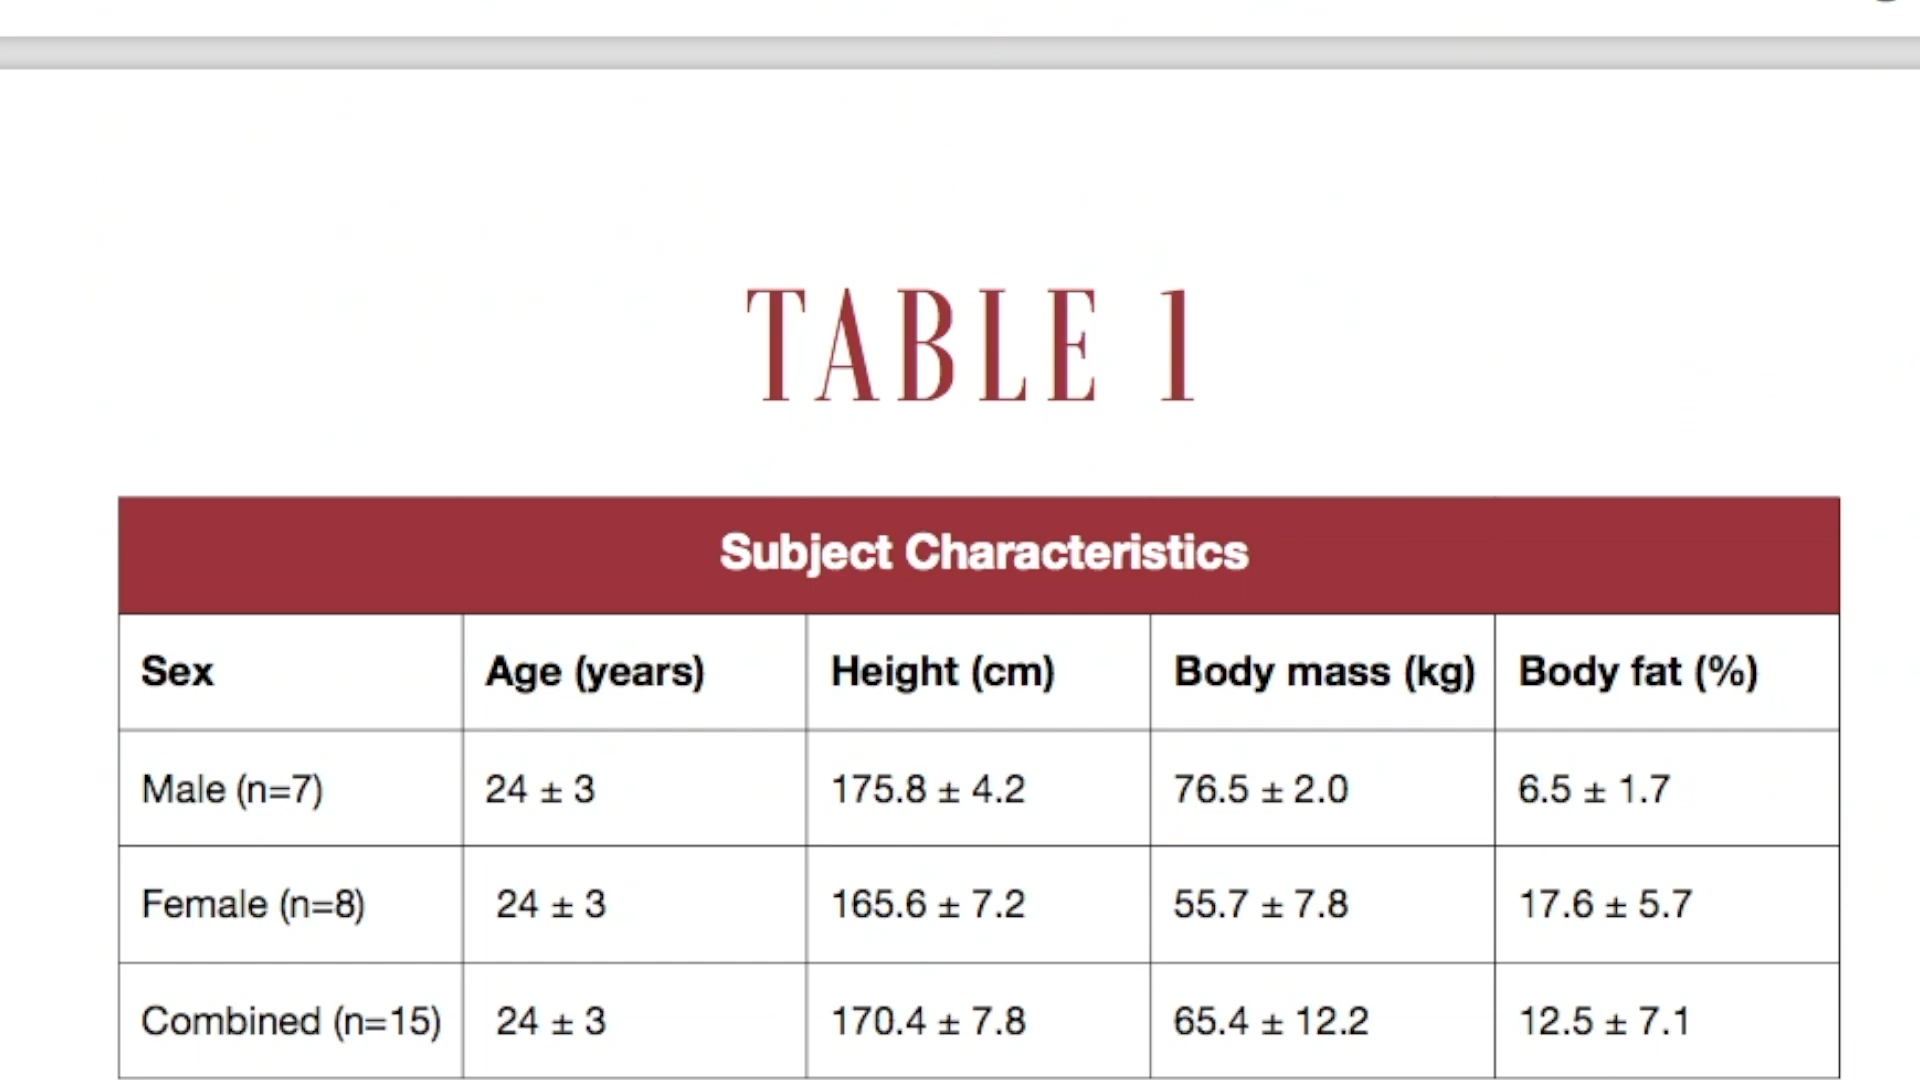 TABLE 1
Subject Characteristics
Sex Age (years) Height (cm) Body mass (kg) Body fat (%)
Male (n=7) 24 ± 3 175.8 ± 4.2 76.5 ± 2.0 6.5 ± 1.7
Female (n=8) 24 ± 3 165.6 ± 7.2 55.7 ± 7.8 17.6 ± 5.7
Combined (n=15) 24 ± 3 170.4 ± 7.8 65.4 ± 12.2 12.5 ± 7.1